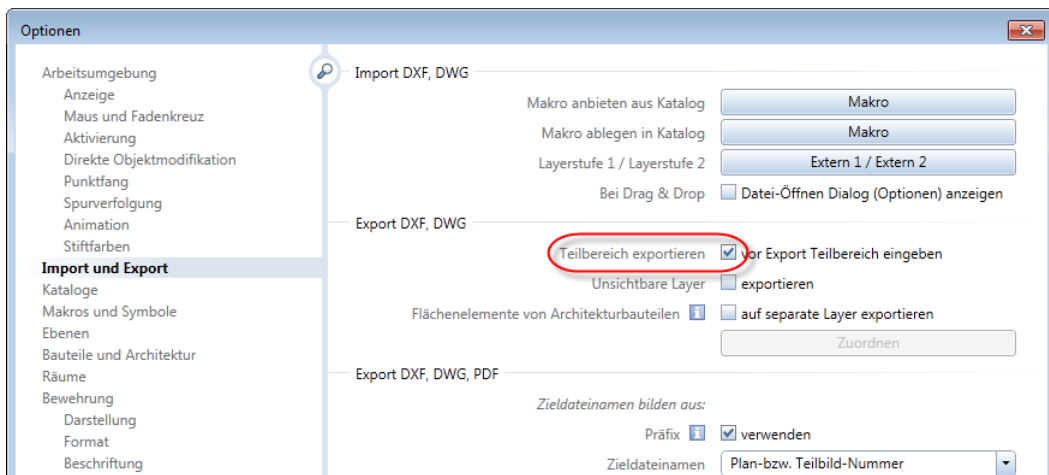 Optionen
Arbeitsumgebung
Anzeige
Maus und Fadenkreuz
Aktivierung
Direkte Objektmodifikation
Punktfang
Spurverfolgung
Animation
Stiftfarben
Import und Export
Kataloge
Makros und Symbole
Ebenen
Bauteile und Architektur
Räume
Bewehrung
Darstellung
Format
Beschriftung
Import DXF, DWG
Makro anbieten aus Katalog Makro
Makro ablegen in Katalog Makro
Layerstufe 1 / Layerstufe 2 Extern 1 / Extern 2
Bei Drag & Drop Datei-Öffnen Dialog (Optionen) anzeigen
Export DXF, DWG
Teilbereich exportieren vor Export Teilbereich eingeben
Unsichtbare Layer exportieren
Flächenelemente von Architekturbauteilen i auf separate Layer exportieren
Zuordnen
Export DXF, DWG, PDF
Zieldateinamen bilden aus:
Präfix i verwenden
Zieldateinamen Plan-bzw. Teilbild-Nummer